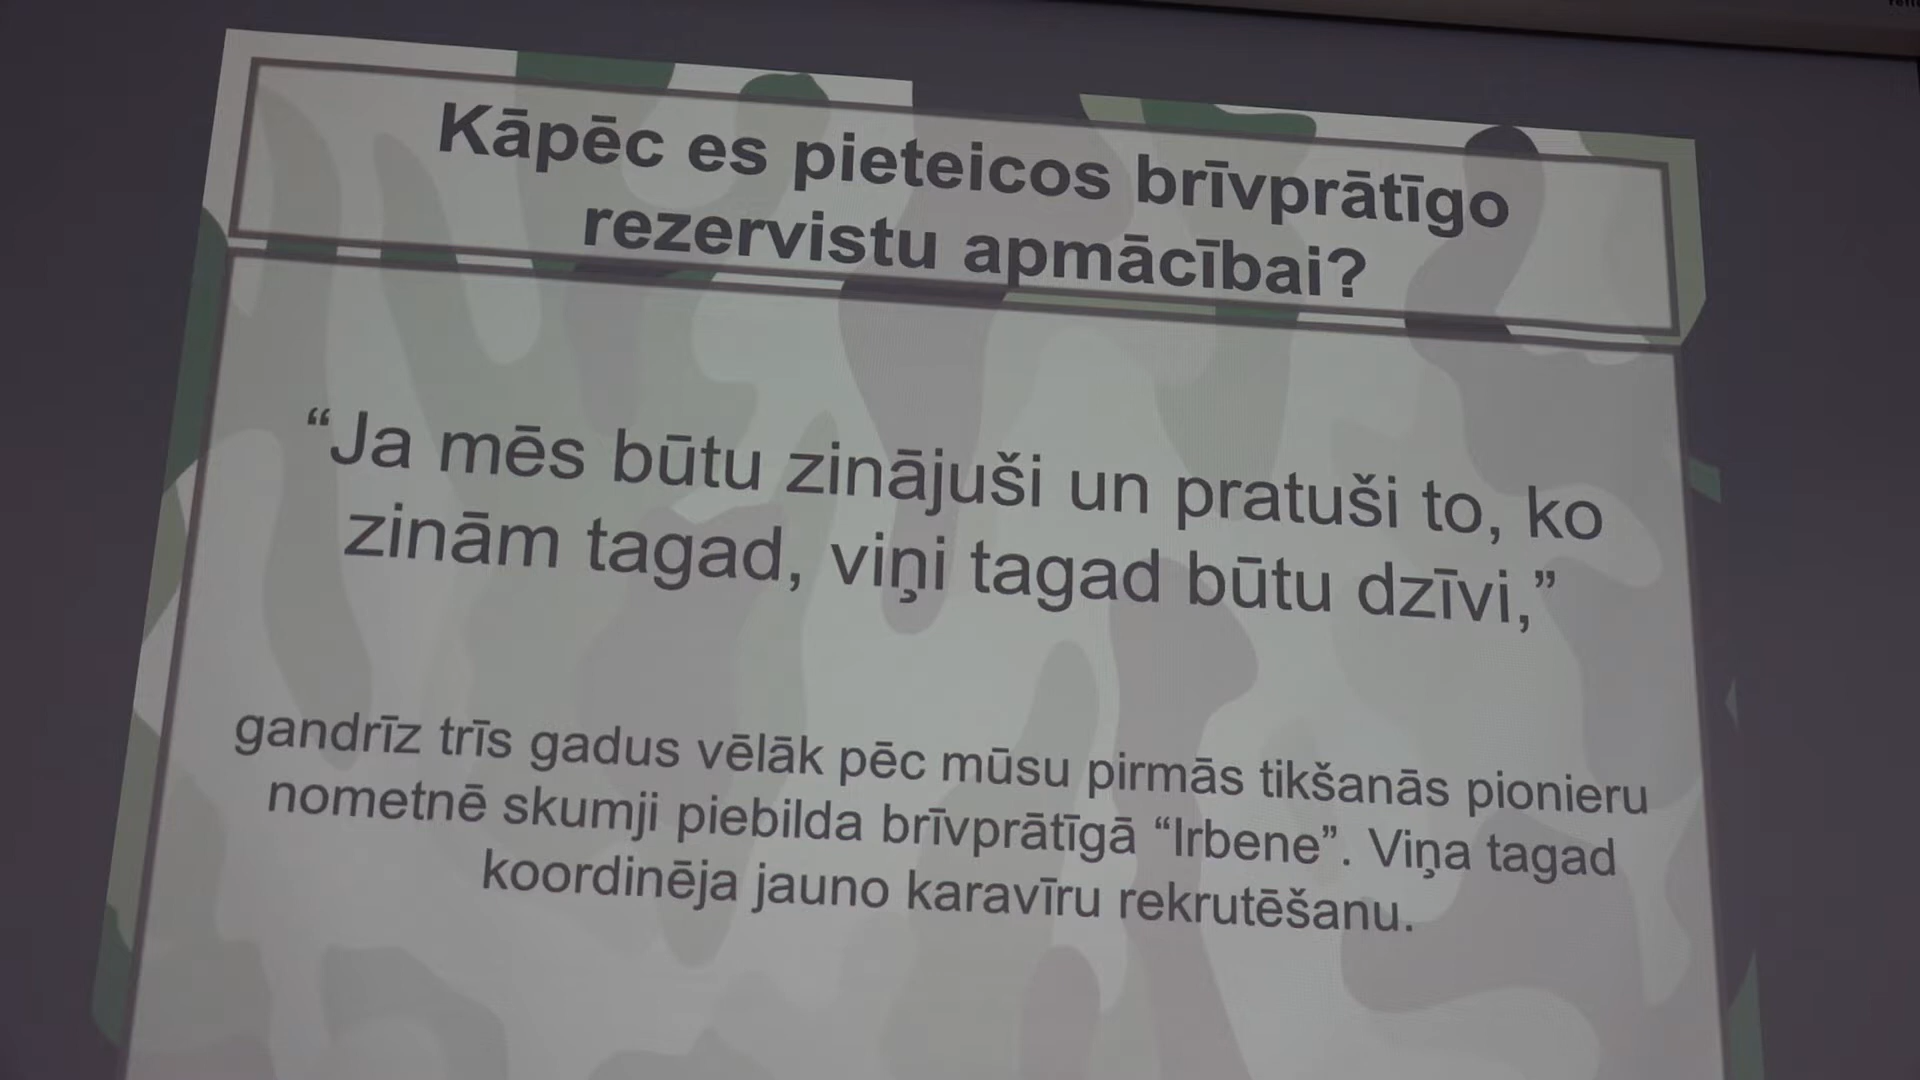 Kāpēc es pieteicos brīvprātīgo
rezervistu apmācībai?
“Ja mēs būtu zinājuši un pratuši to, ko
zinām tagad, viņi tagad būtu dzīvi,”
gandrīz trīs gadus vēlāk pēc mūsu pirmās tikšanās pionieru
nometnē skumji piebilda brīvprātīgā “Irbene”. Viņa tagad
koordinēja jauno karavīru rekrutēšanu.